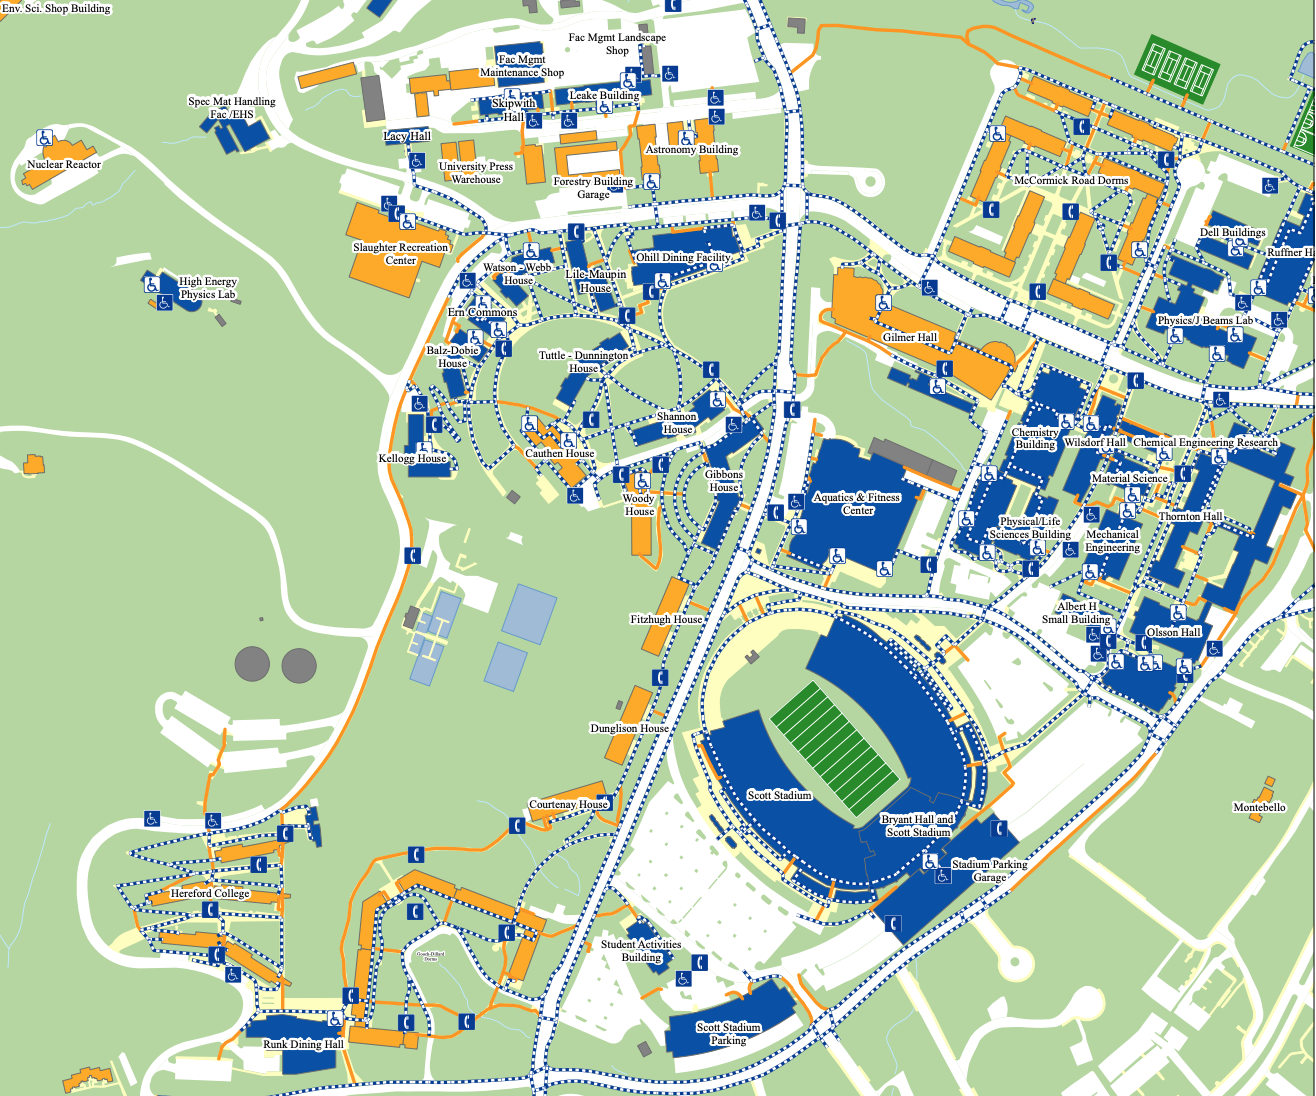 Env. Sci. Shop Building
Fac Mgmt Landscape
Shop
Fac Mgmt
Maintenance Shop
Spec Mat Handling
Fac /EHS
Skipwith
Hall
Leake Building
Lacy Hall
Nuclear Reactor
University Press
Warehouse
Astronomy Building
Forestry Building
Garage
McCormick Road Dorms
Slaughter Recreation
Center
Dell Buildings
Ruffner H
Watson - Webb
House
Lile-Maupin
House
Ohill Dining Facility
High Energy
Physics Lab
Ern Commons
Physics/J Beams Lab
Gilmer Hall
Balz-Dobie
House
Tuttle - Dunnington
House
Shannon
House
Chemistry
Building
Wilsdorf Hall
Chemical Engineering Research
Kellogg House
Cauthen House
Gibbons
House
Material Science
Woody
House
Aquatics & Fitness
Center
Physical/Life
Sciences Building
Thornton Hall
Mechanical
Engineering
Fitzhugh House
Albert H
Small Building
Olsson Hall
Dunglison House
Scott Stadium
Courtenay House
Bryant Hall and
Scott Stadium
Montebello
Stadium Parking
Garage
Hereford College
Student Activities
Building
Gooch-Dillard
Dorms
Scott Stadium
Parking
Runk Dining Hall